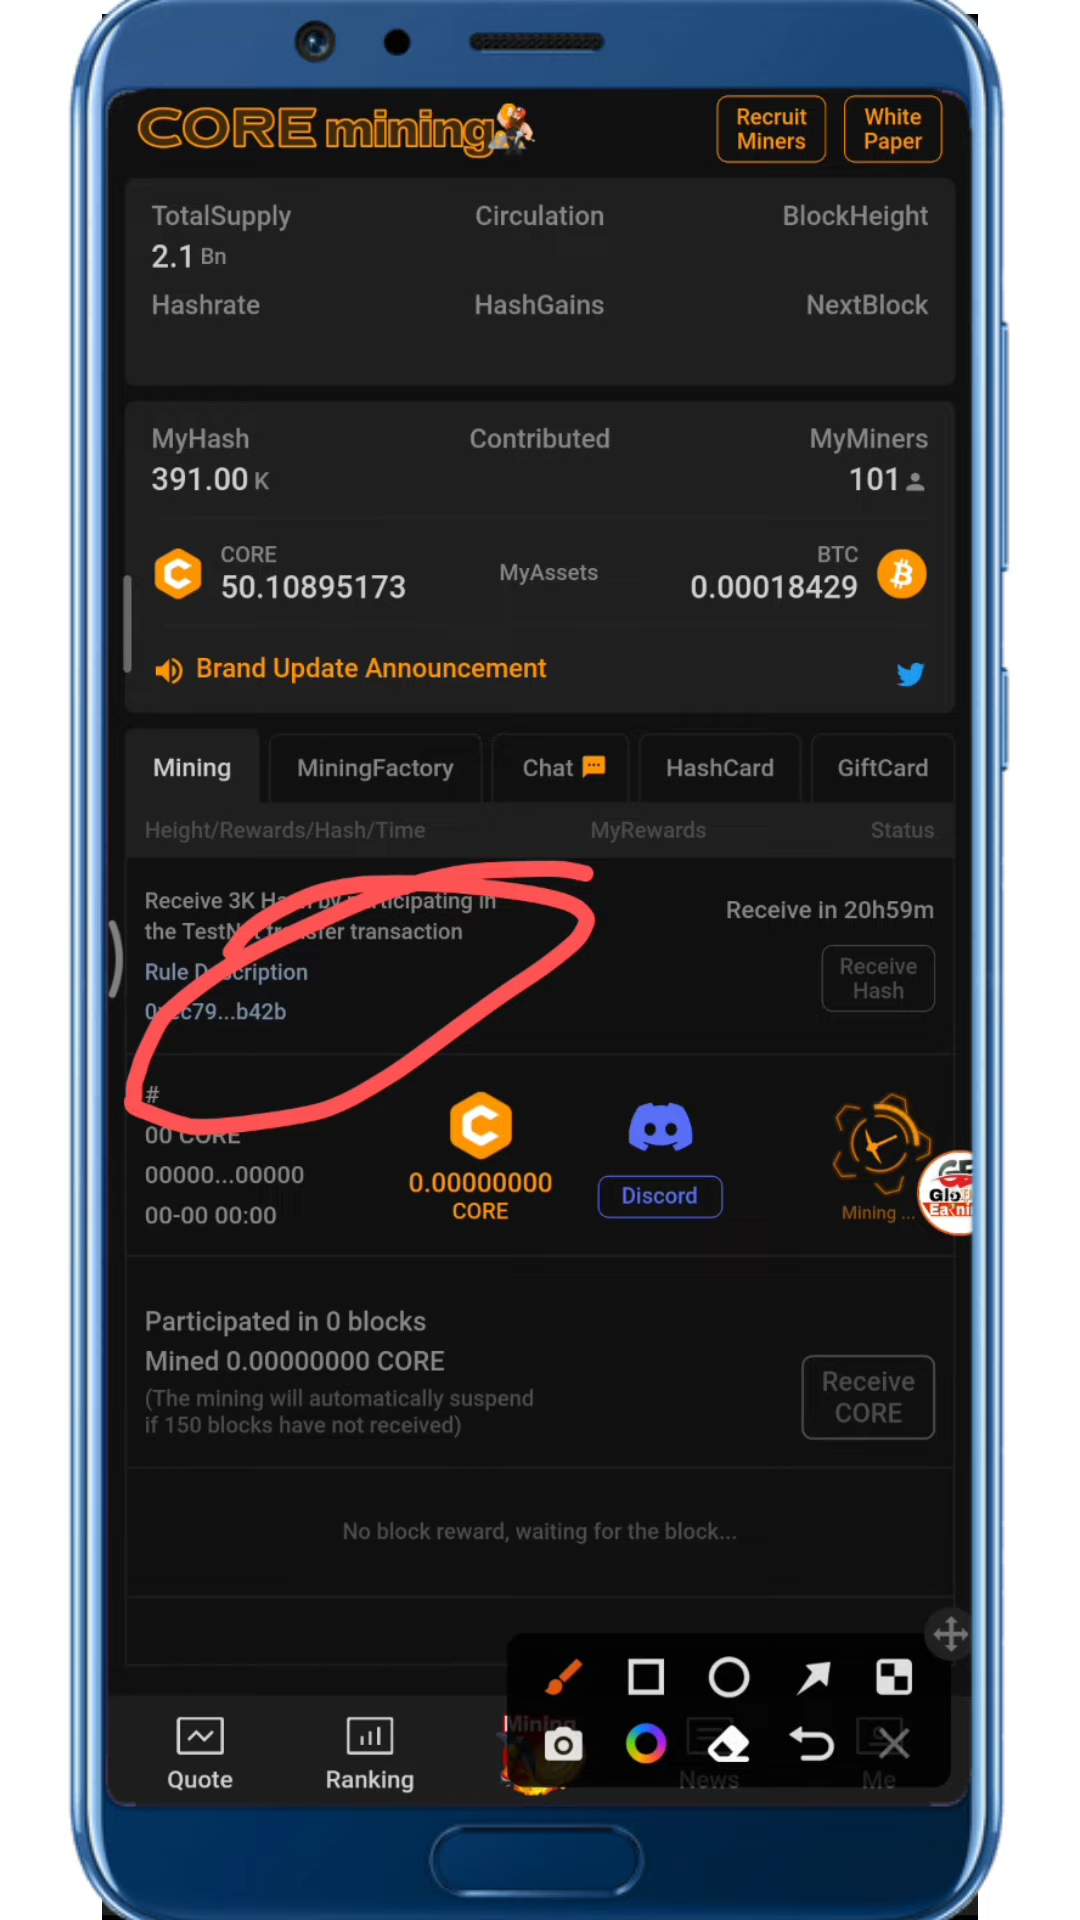 CORE mining
Recruit Miners
White Paper
TotalSupply Circulation BlockHeight
2.1 Bn
Hashrate HashGains NextBlock
MyHash Contributed MyMiners
391.00 K 101
CORE BTC
50.10895173 MyAssets 0.00018429
Brand Update Announcement
Mining MiningFactory Chat HashCard GiftCard
Height/Rewards/Hash/Time MyRewards Status
Receive 3K Hash by participating in
the TestNet transfer transaction
Receive in 20h59m
Rule Description
Receive
Hash
0xec79...b42b
#
00 CORE
00000...00000
00-00 00:00
0.00000000
CORE
Discord
Mining ...
Participated in 0 blocks
Mined 0.00000000 CORE
(The mining will automatically suspend
if 150 blocks have not received)
Receive
CORE
No block reward, waiting for the block...
Mining
Quote Ranking News Me